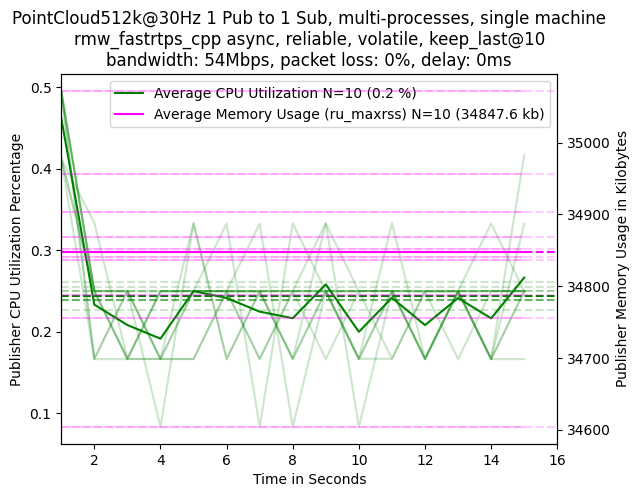 PointCloud512k@30Hz 1 Pub to 1 Sub, multi-processes, single machine
rmw_fastrtps_cpp async, reliable, volatile, keep_last@10
bandwidth: 54Mbps, packet loss: 0%, delay: 0ms
Average CPU Utilization N=10 (0.2 %)
Average Memory Usage (ru_maxrss) N=10 (34847.6 kb)
Publisher CPU Utilization Percentage
0.5
0.4
0.3
0.2
0.1
35000
34900
34800
34700
34600
Publisher Memory Usage in Kilobytes
2 4 6 8 10 12 14 16
Time in Seconds